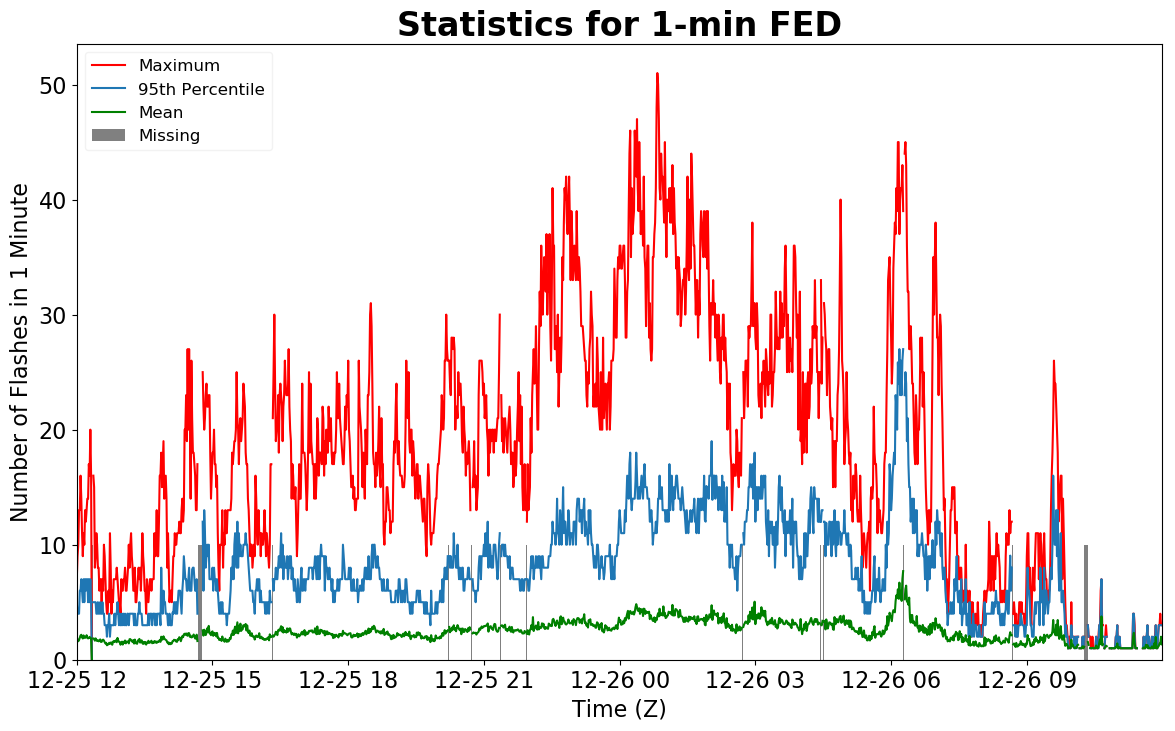 Statistics for 1-min FED
Maximum
95th Percentile
Mean
Missing
Number of Flashes in 1 Minute
50
40
30
20
10
0
12-25 12 12-25 15 12-25 18 12-25 21 12-26 00 12-26 03 12-26 06 12-26 09
Time (Z)